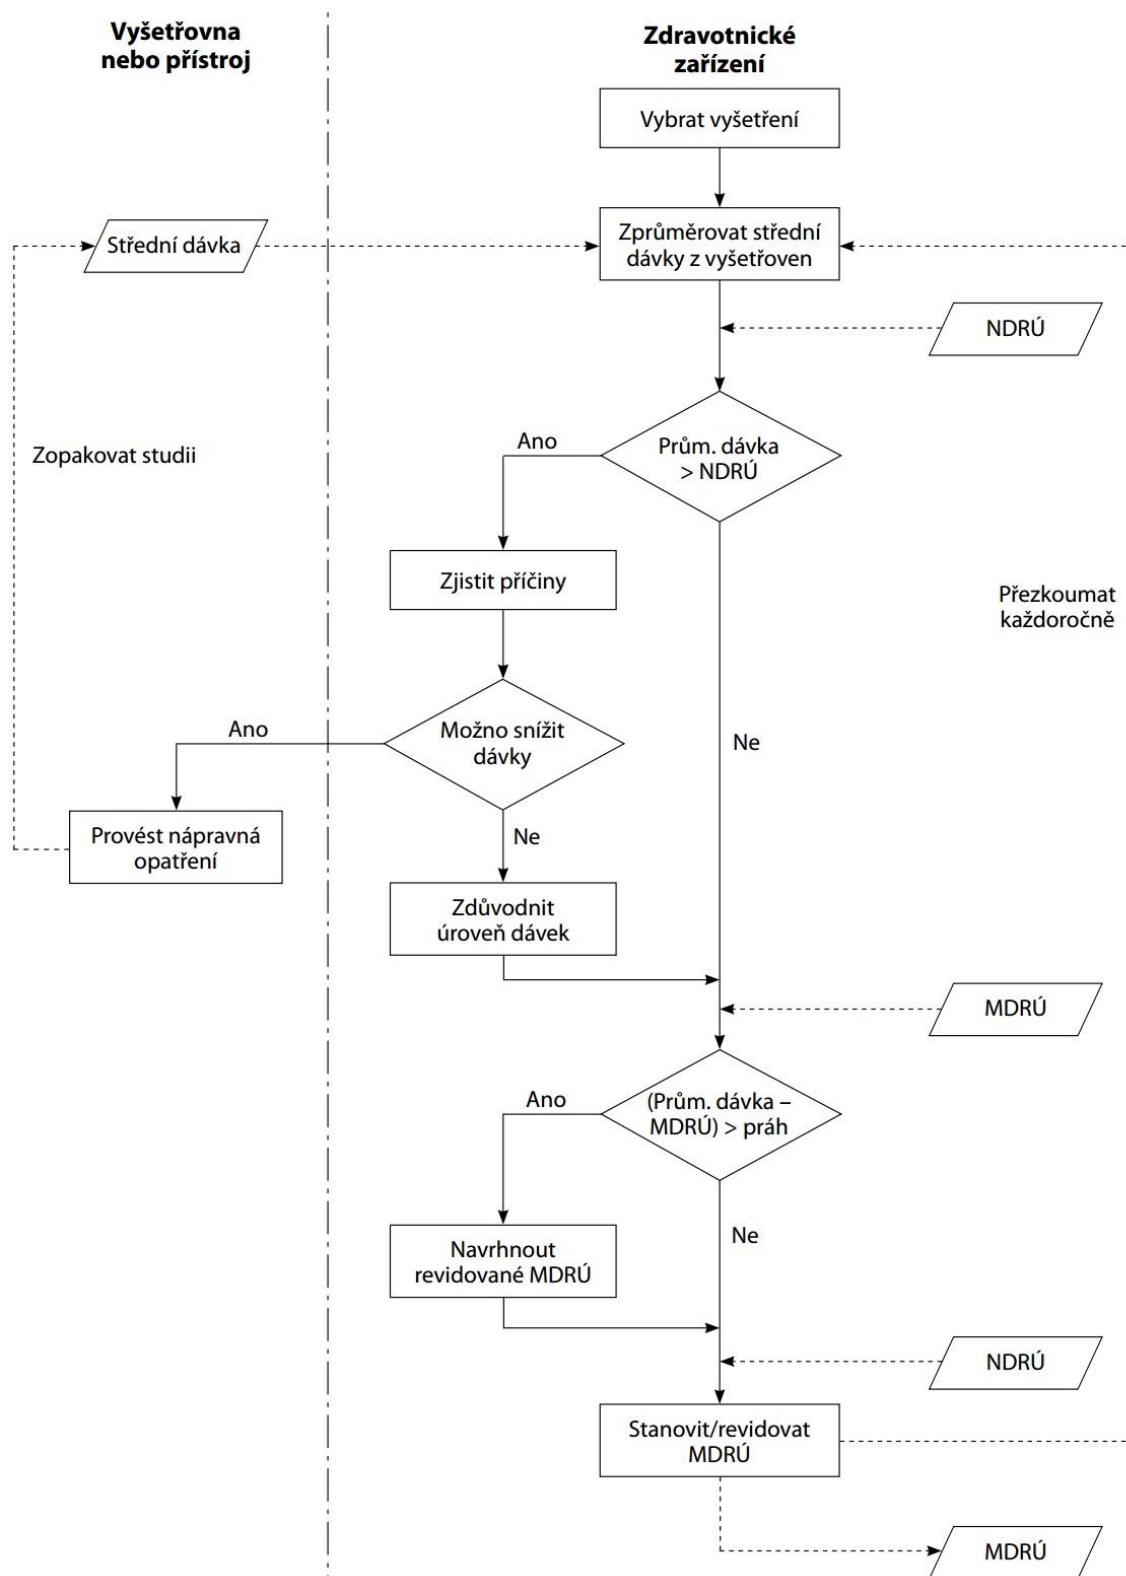 Vyšetřovna
nebo přístroj
Zdravotnické
zařízení
Vybrat vyšetření
Střední dávka
Zprůměrovat střední
dávky z vyšetřoven
NDRÚ
Ano
Prům. dávka
> NDRÚ
Zopakovat studii
Zjistit příčiny
Přezkoumat
každoročně
Ano
Možno snížit
dávky
Ne
Provést nápravná
opatření
Ne
Zdůvodnit
úroveň dávek
MDRÚ
Ano
(Prům. dávka –
MDRÚ) > práh
Navrhnout
revidované MDRÚ
Ne
NDRÚ
Stanovit/revidovat
MDRÚ
MDRÚ